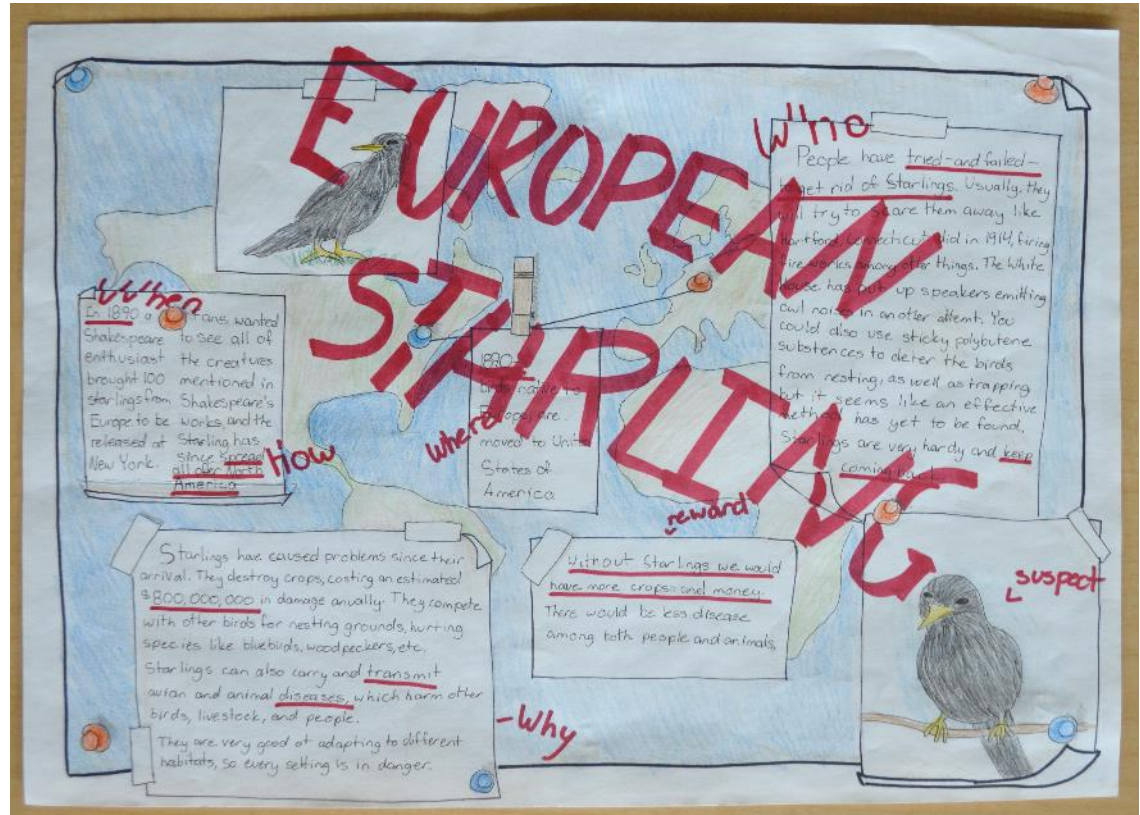 EUROPEAN
STARLING
When
In 1890 a
Shakespeare
enthusiast
brought 100
starlings from
Europe to be
released at
New York.
fans wanted
to see all of
the creatures
mentioned in
Shakespeare's
works, and the
Starling has
since spread
all over North
America
How
where
1890
birds native to
Europe are
moved to Unite
States of
America
Who
People have tried-and failed-
to get rid of Starlings. Usually, they
will try to scare them away like
Hartford, Connecticut did in 1914, firing
fire works among other things. The White
House has put up speakers emitting
owl noises in another attemt. You
could also use sticky polybutene
substences to deter the birds
from nesting, as well as trapping
but it seems like an effective
method has yet to be found.
Starlings are very hardy and keep
coming back.
Starlings have caused problems since their
arrival. They destroy crops, costing an estimated
$800,000,000 in damage anually. They compete
with other birds for nesting grounds, hurting
species like bluebirds, woodpeckers, etc.
Starlings can also carry and transmit
avian and animal diseases, which harm other
birds, livestock, and people.
They are very good at adapting to different
habitats, so every setting is in danger.
-Why
reward
Without Starlings we would
have more crops and money.
There would be less disease
among both people and animals
suspect